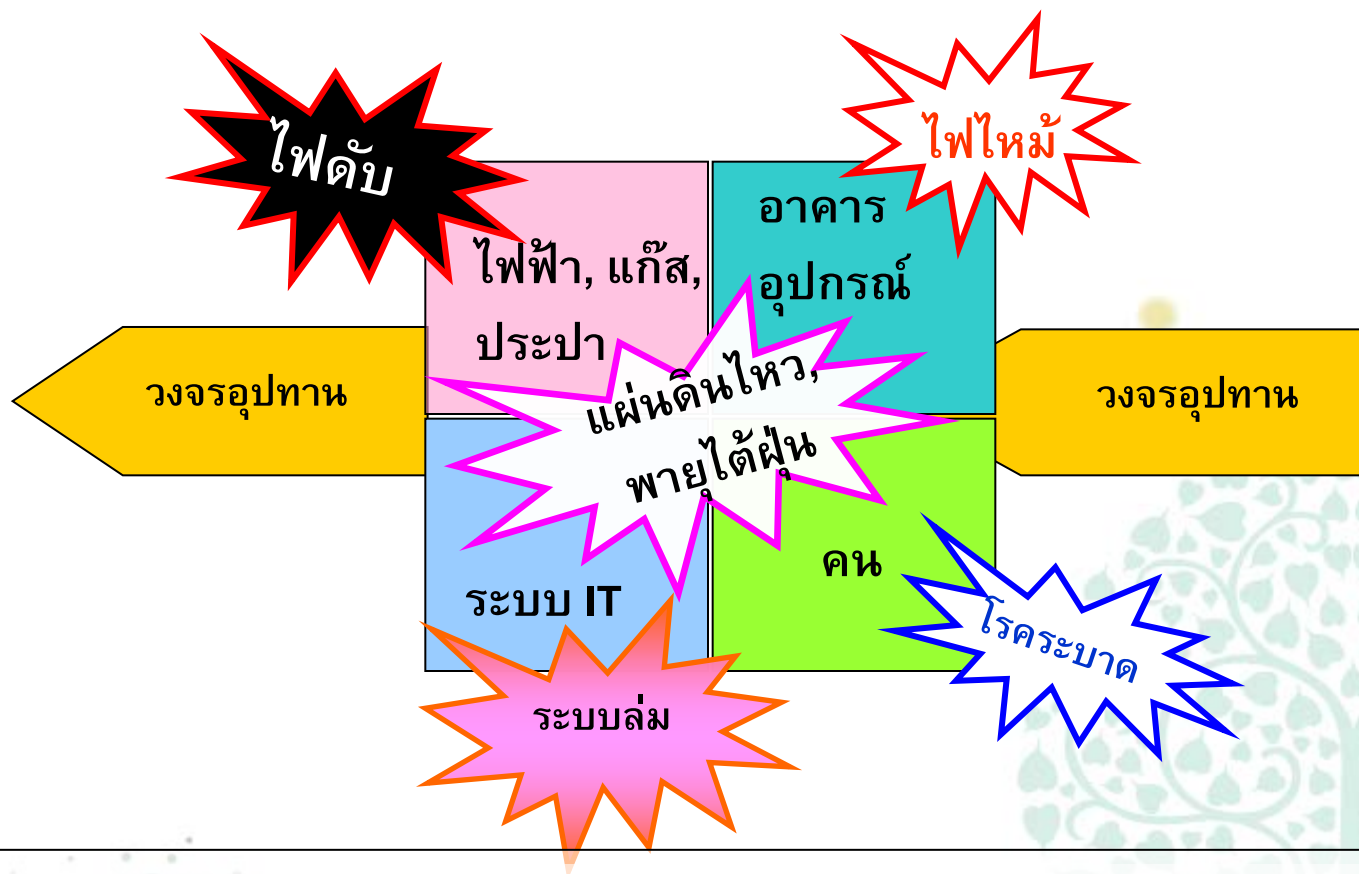 ไฟดับ
ไฟไหม้
ไฟฟ้า, แก๊ส,
ประปา
อาคาร
อุปกรณ์
วงจรอุปทาน
แผ่นดินไหว,
พายุไต้ฝุ่น
วงจรอุปทาน
ระบบ IT
คน
โรคระบาด
ระบบล่ม